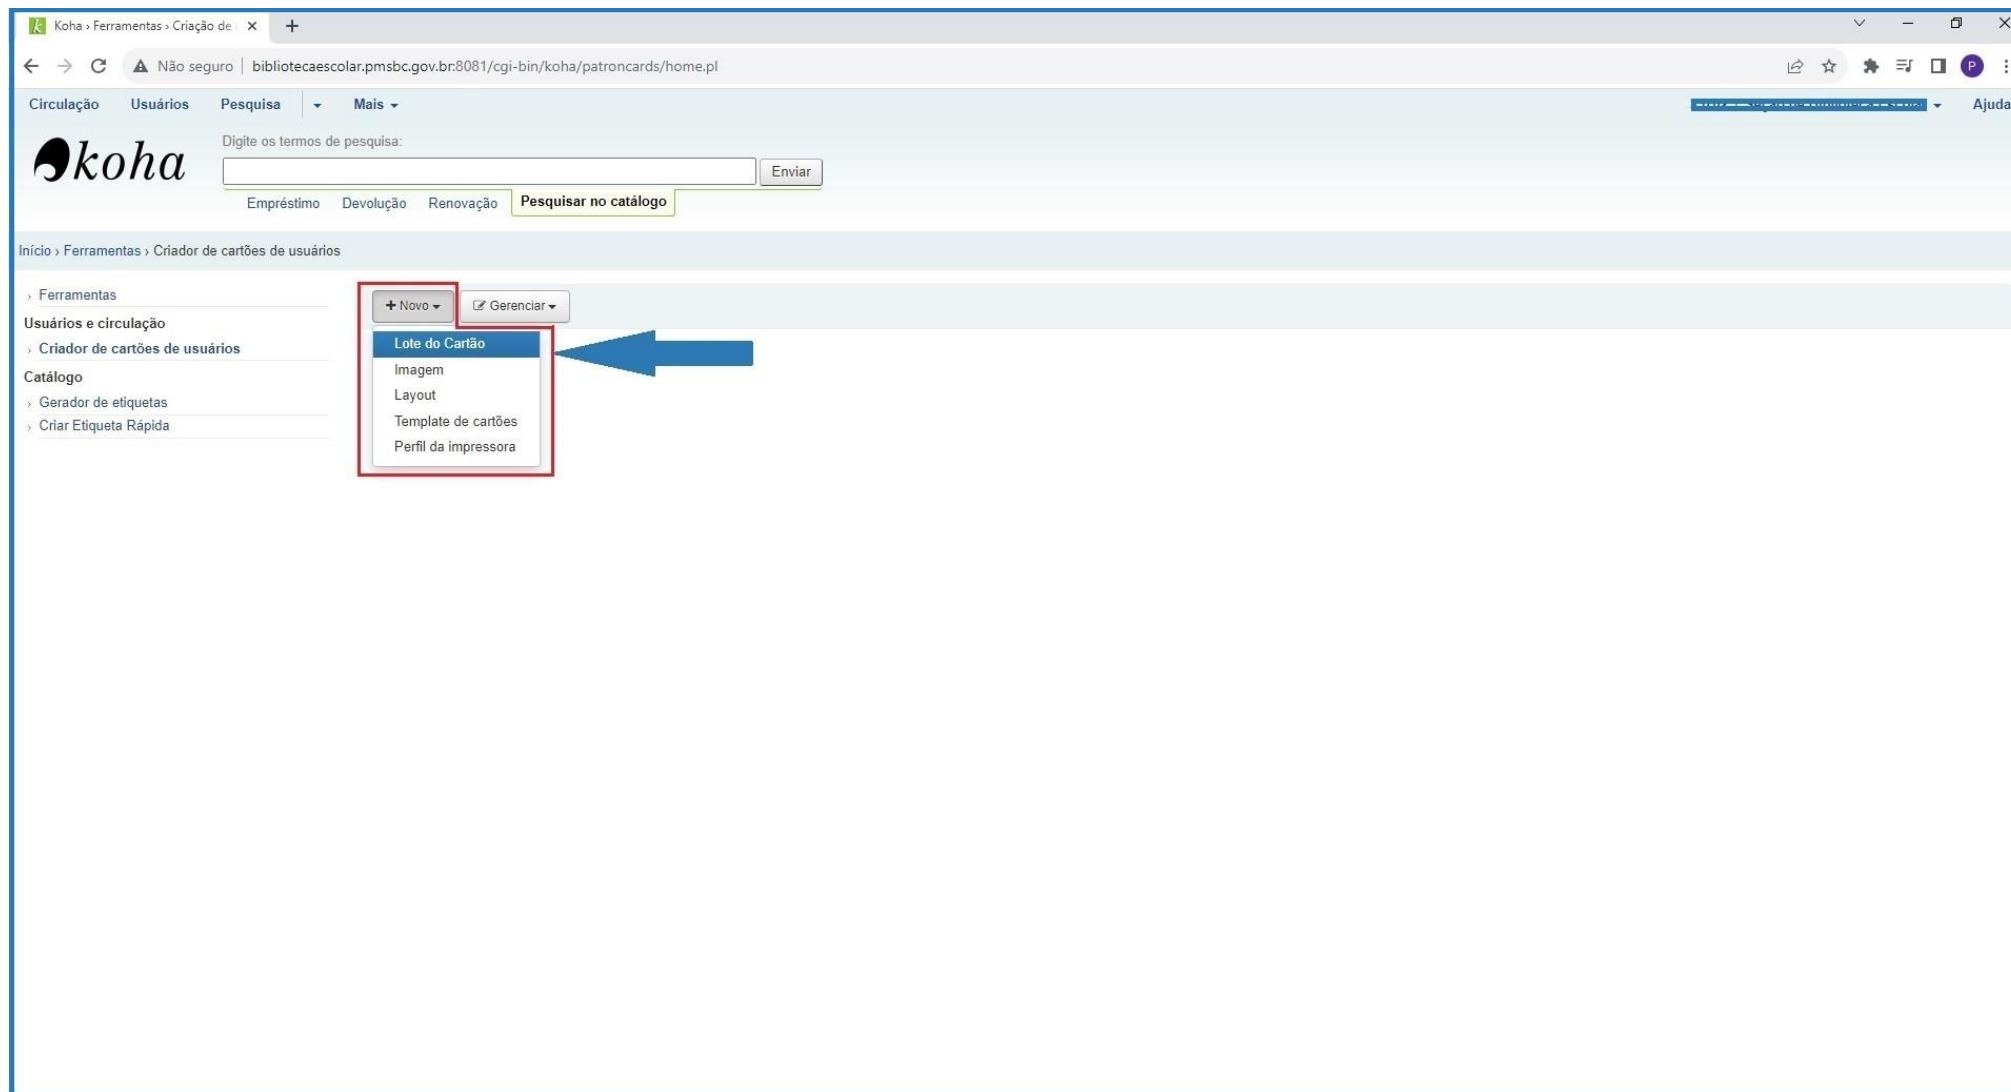 Koha › Ferramentas › Criação de
Não seguro | bibliotecaescolar.pmsbc.gov.br:8081/cgi-bin/koha/patroncards/home.pl
P
Circulação Usuários Pesquisa Mais
Ajuda
koha
Digite os termos de pesquisa:
Enviar
Empréstimo Devolução Renovação Pesquisar no catálogo
Início › Ferramentas › Criador de cartões de usuários
› Ferramentas
Usuários e circulação
› Criador de cartões de usuários
Catálogo
› Gerador de etiquetas
› Criar Etiqueta Rápida
+ Novo Gerenciar
Lote do Cartão
Imagem
Layout
Template de cartões
Perfil da impressora